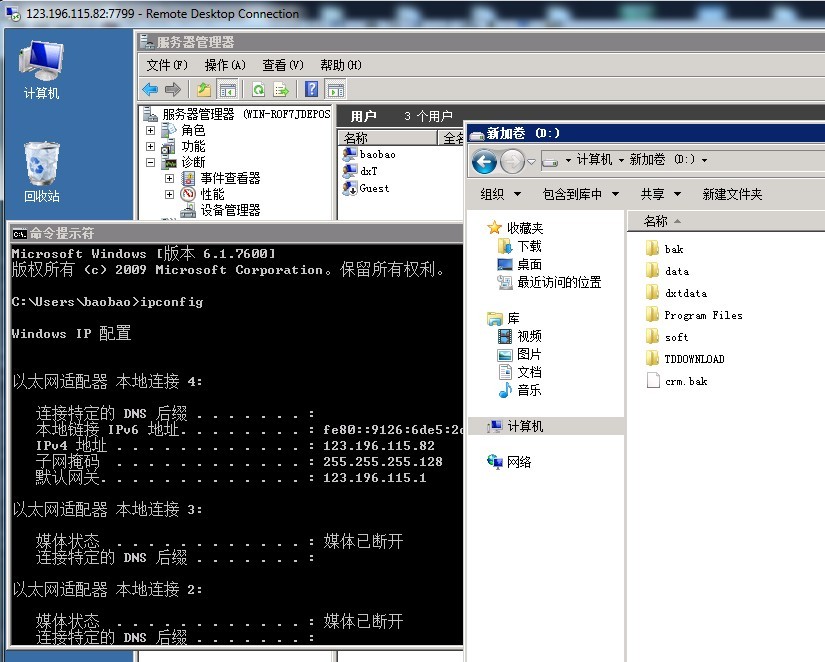 123.196.115.82:7799 - Remote Desktop Connection
计算机
回收站
服务器管理器
文件(F) 操作(A) 查看(V) 帮助(H)
服务器管理器 (WIN-ROF7JDEPOS
角色
功能
诊断
事件查看器
性能
设备管理器
用户 3 个用户
名称 全名
baobao
dxT
Guest
命令提示符
Microsoft Windows [版本 6.1.7600]
版权所有 (c) 2009 Microsoft Corporation。保留所有权利。
C:\Users\baobao>ipconfig
Windows IP 配置
以太网适配器 本地连接 4:
连接特定的 DNS 后缀 . . . . . . . :
本地链接 IPv6 地址. . . . . . . . : fe80::9126:6de5:2d
IPv4 地址 . . . . . . . . . . . . : 123.196.115.82
子网掩码 . . . . . . . . . . . . : 255.255.255.128
默认网关. . . . . . . . . . . . . : 123.196.115.1
以太网适配器 本地连接 3:
媒体状态 . . . . . . . . . . . . : 媒体已断开
连接特定的 DNS 后缀 . . . . . . . :
以太网适配器 本地连接 2:
媒体状态 . . . . . . . . . . . . : 媒体已断开
连接特定的 DNS 后缀 . . . . . . . :
新加卷 (D:)
计算机 新加卷 (D:)
组织 包含到库中 共享 新建文件夹
收藏夹
下载
桌面
最近访问的位置
库
视频
图片
文档
音乐
计算机
网络
名称
bak
data
dxtdata
Program Files
soft
TDDOWNLOAD
crm.bak